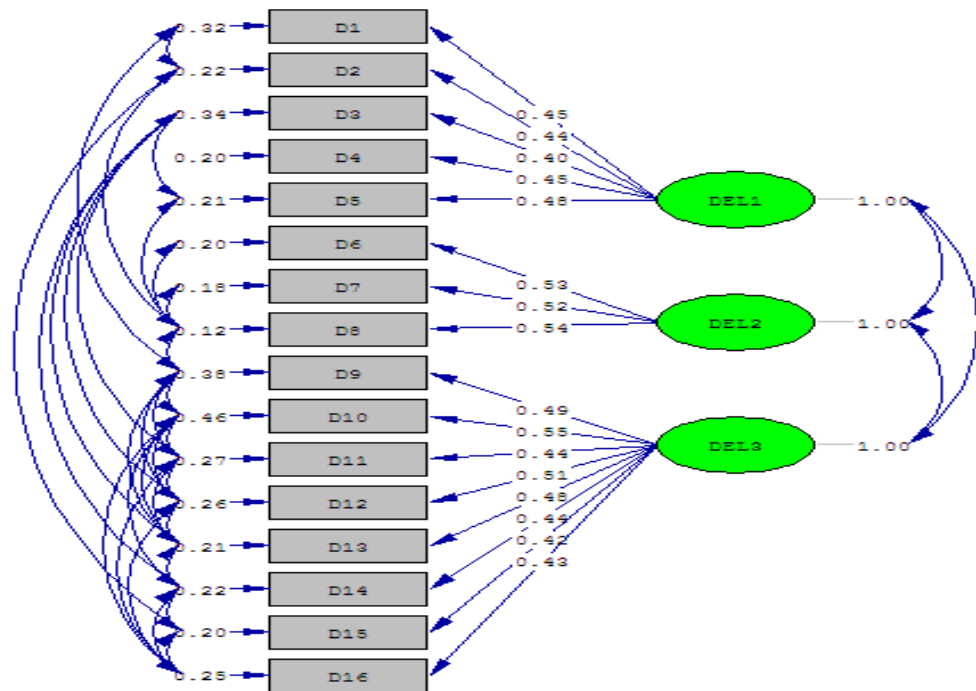 0.32 D1
0.22 D2
0.34 D3
0.45
0.44
0.20 D4
0.40
0.45
0.21 D5
0.48
DEL1 1.00
0.20 D6
0.53
0.18 D7
0.52
0.12 D8
0.54
DEL2 1.00
0.38 D9
0.49
0.46 D10
0.55
0.44
DEL3 1.00
0.27 D11
0.51
0.26 D12
0.48
0.44
0.21 D13
0.42
0.43
0.22 D14
0.20 D15
0.25 D16